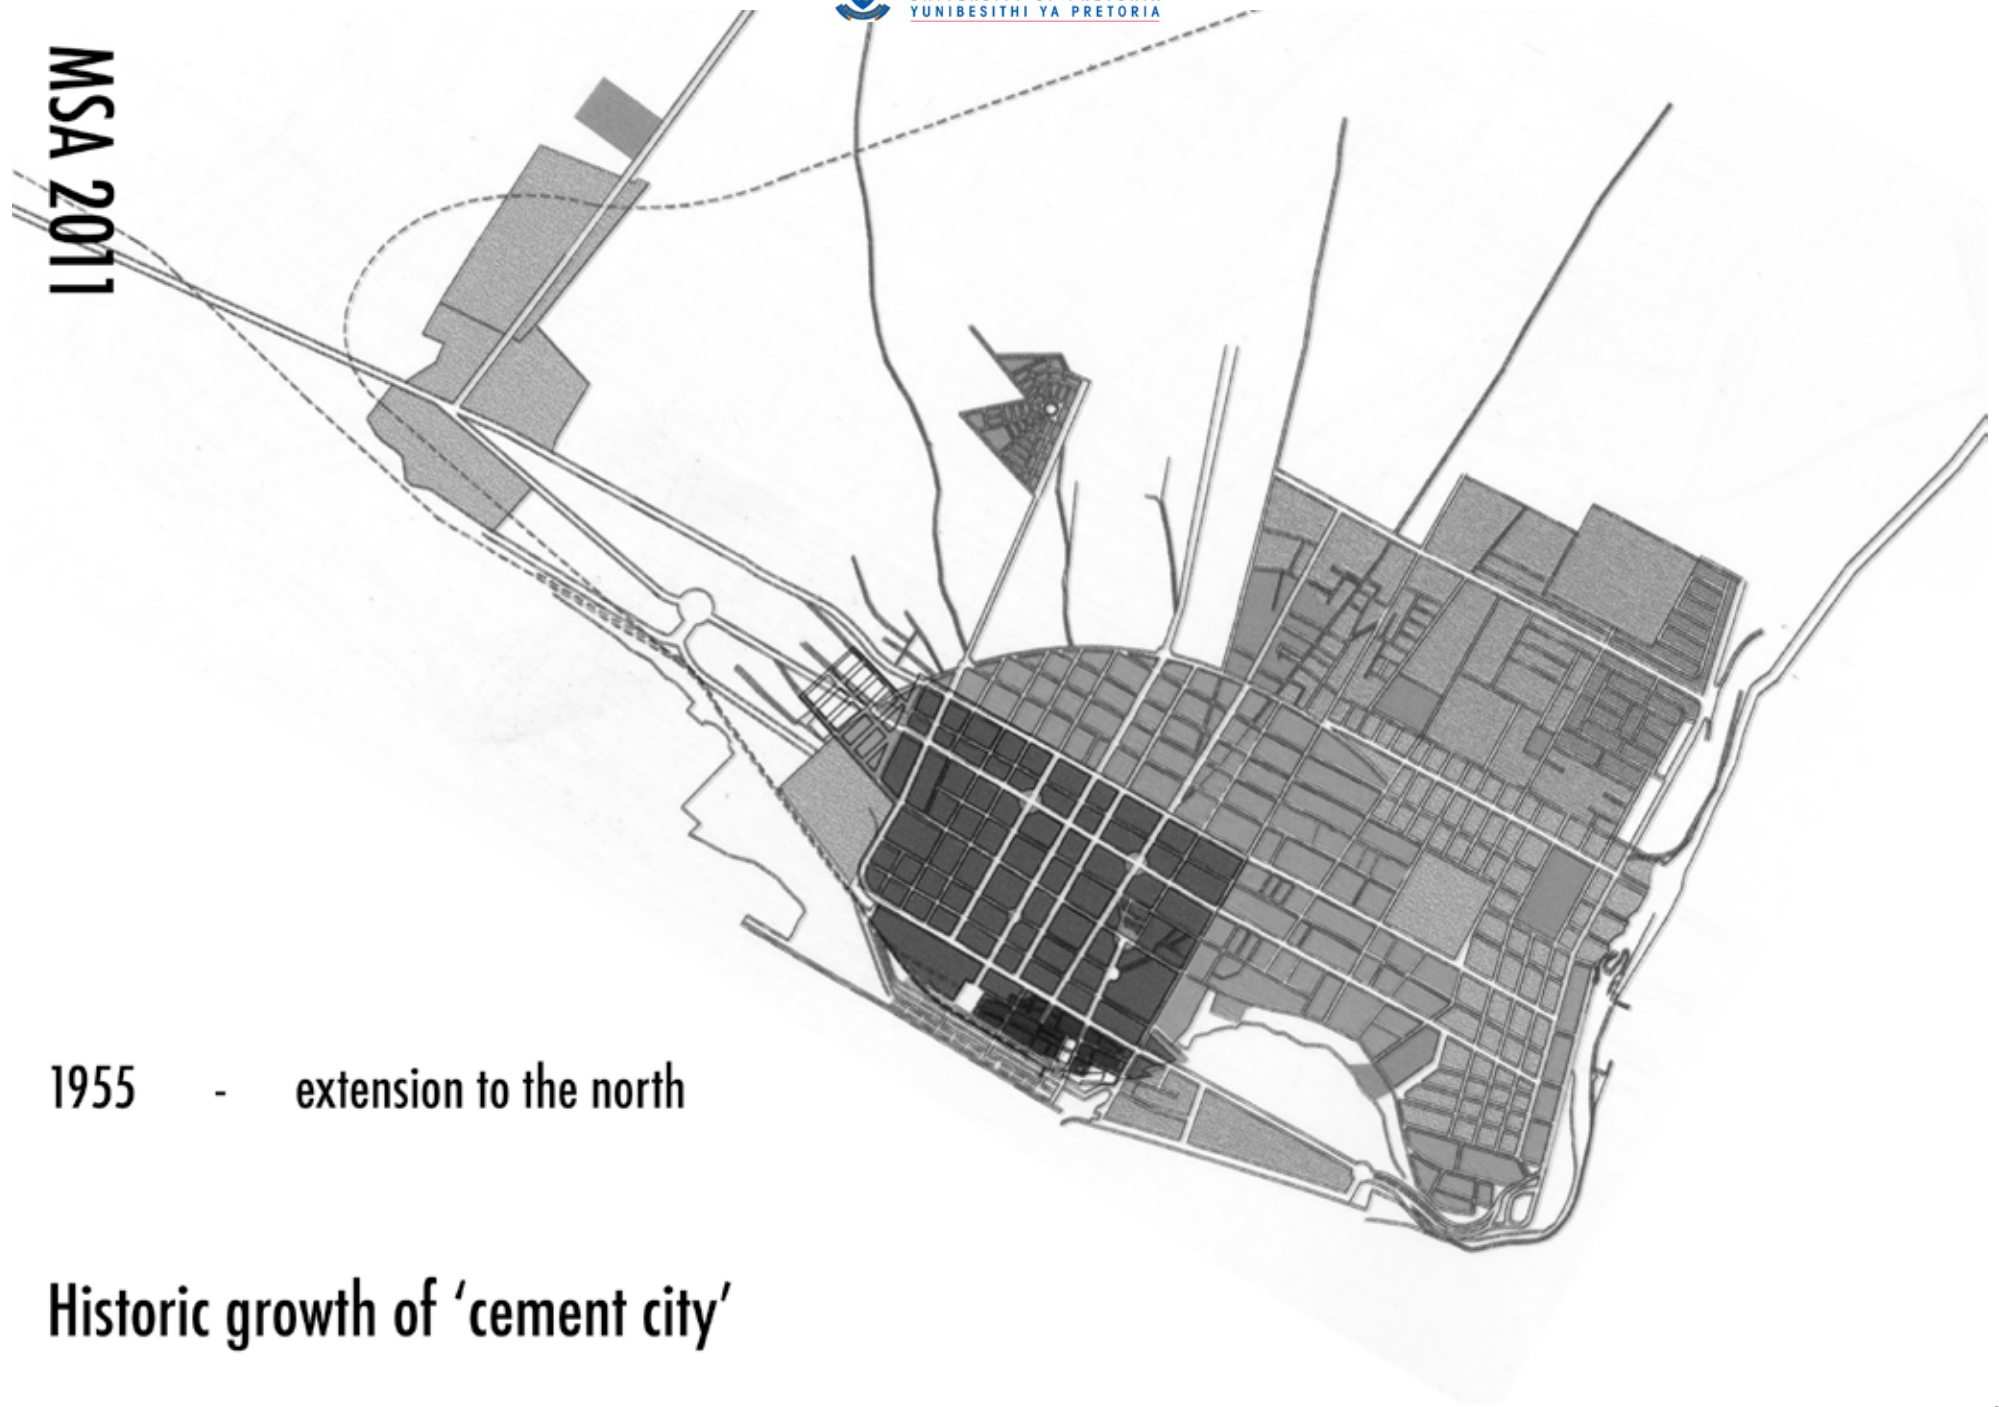 YUNIBESITHI YA PRETORIA
MSA 2011
1955 - extension to the north
Historic growth of ‘cement city’